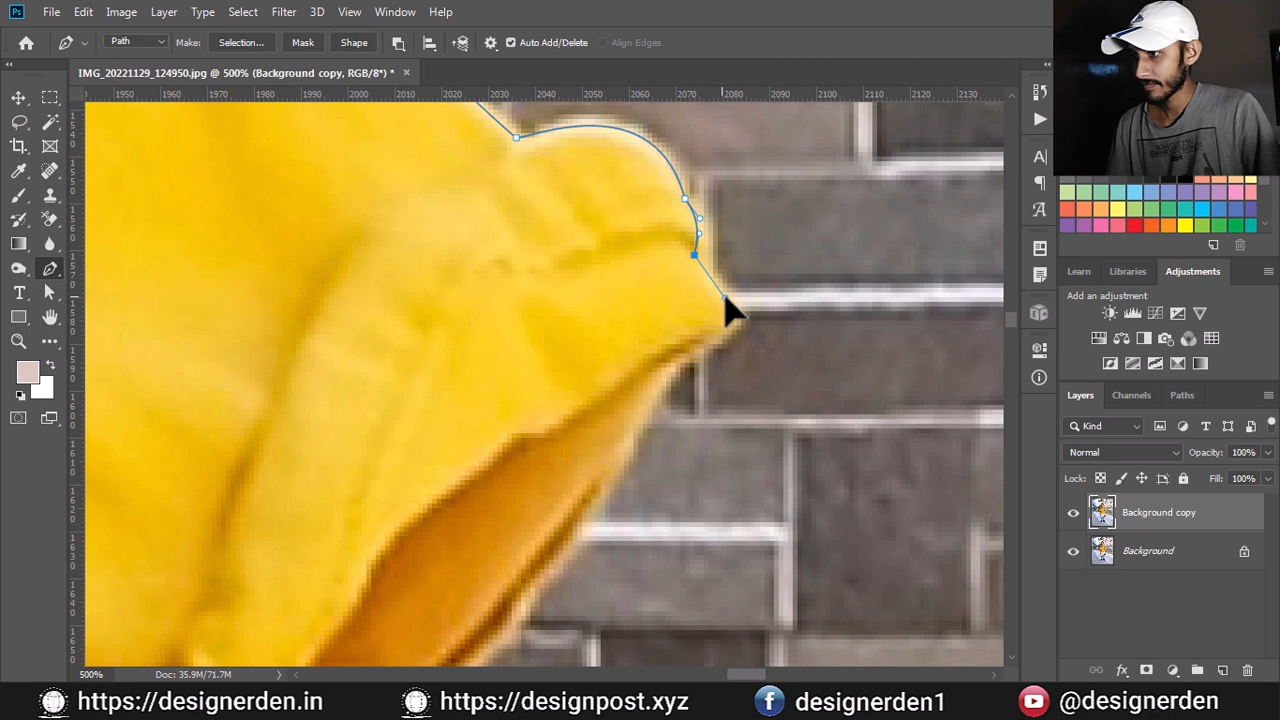 Ps File Edit Image Layer Type Select Filter 3D View Window Help
Path Make: Selection... Mask Shape Auto Add/Delete Align Edges
IMG_20221129_124950.jpg @ 500% (Background copy, RGB/8*) * ×
1950 1960 1970 1980 1990 2000 2010 2020 2030 2040 2050 2060 2070 2080 2090 2100 2110 2120 2130
Learn Libraries Adjustments
Add an adjustment
Layers Channels Paths
Kind
Normal Opacity: 100%
Lock: Fill: 100%
Background copy
Background
500% Doc: 35.9M/71.7M
https://designerden.in https://designpost.xyz designerden1 @designerden